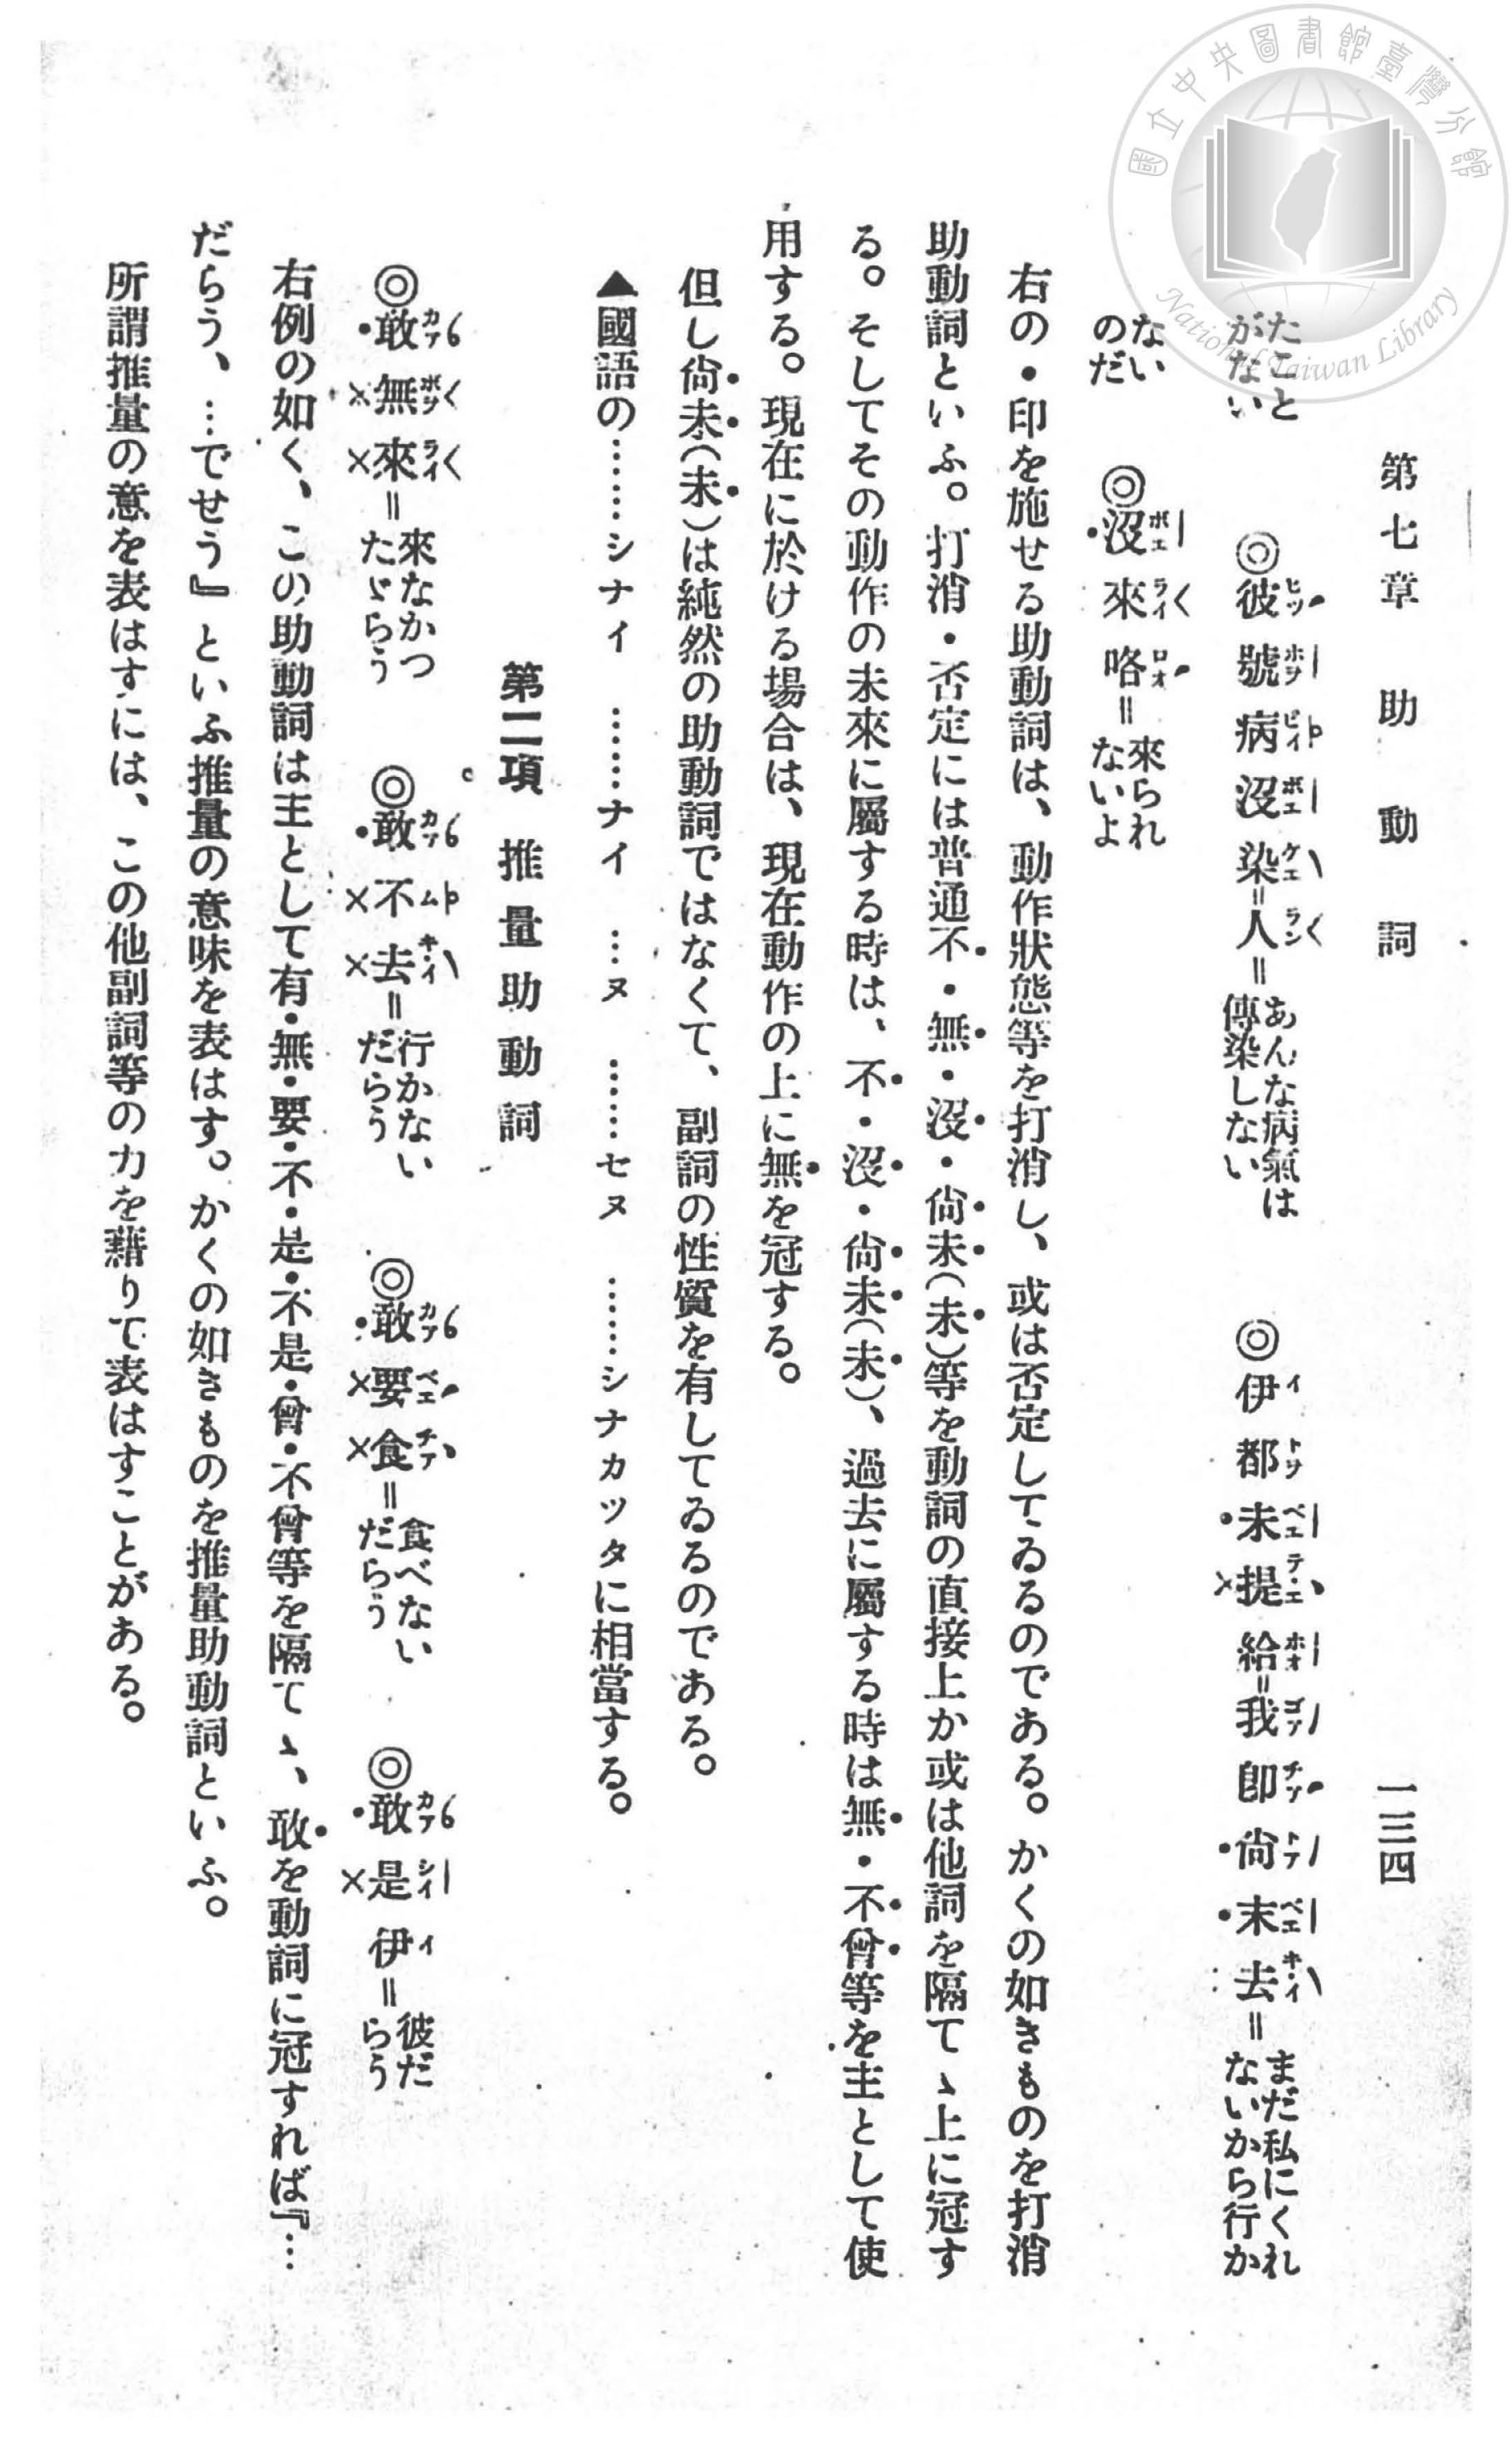 國立中央圖書館臺灣分館
National Taiwan Library
第七章 助動詞 一三四
たこと
がない
◎彼號病沒染=人=
あんな病氣は
傳染しない
◎伊都未提給=我卽尙未去=
まだ私にくれ
ないから行か
ない
のだ
◎沒來咯=
來られ
ないよ
右の・印を施せる助動詞は、動作狀態等を打消し、或は否定してゐるのである。かくの如きものを打消
助動詞といふ。打消・否定には普通不・無・沒・尙未(未)等を動詞の直接上か或は他詞を隔てゝ上に冠す
る。そしてその動作の未來に屬する時は、不・沒・尙未(未)、過去に屬する時は無・不曾等を主として使
用する。現在に於ける場合は、現在動作の上に無を冠する。
但し尙未(未)は純然の助動詞ではなくて、副詞の性質を有してゐるのである。
▲國語の………シナイ ……ナイ …ヌ ……セヌ ……シナカッタに相當する。
第二項 推量助動詞
◎敢無來=
來なかつ
たゞらう
◎敢不去=
行かない
だらう
◎敢要食=
食べない
だらう
◎敢是伊=
彼だ
らう
右例の如く、この助動詞は主として有・無・要・不・是・不是・曾・不曾等を隔てゝ、敢を動詞に冠すれば『…
だらう、…でせう』といふ推量の意味を表はす。かくの如きものを推量助動詞といふ。
所謂推量の意を表はすには、この他副詞等の力を藉りて表はすことがある。